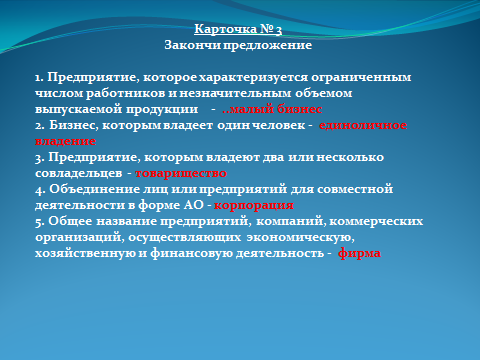 Карточка № 3
Закончи предложение
1. Предприятие, которое характеризуется ограниченным
числом работников и незначительным объемом
выпускаемой продукции - ..малый бизнес
2. Бизнес, которым владеет один человек - единоличное
владение
3. Предприятие, которым владеют два или несколько
совладельцев - товарищество
4. Объединение лиц или предприятий для совместной
деятельности в форме АО - корпорация
5. Общее название предприятий, компаний, коммерческих
организаций, осуществляющих экономическую,
хозяйственную и финансовую деятельность - фирма